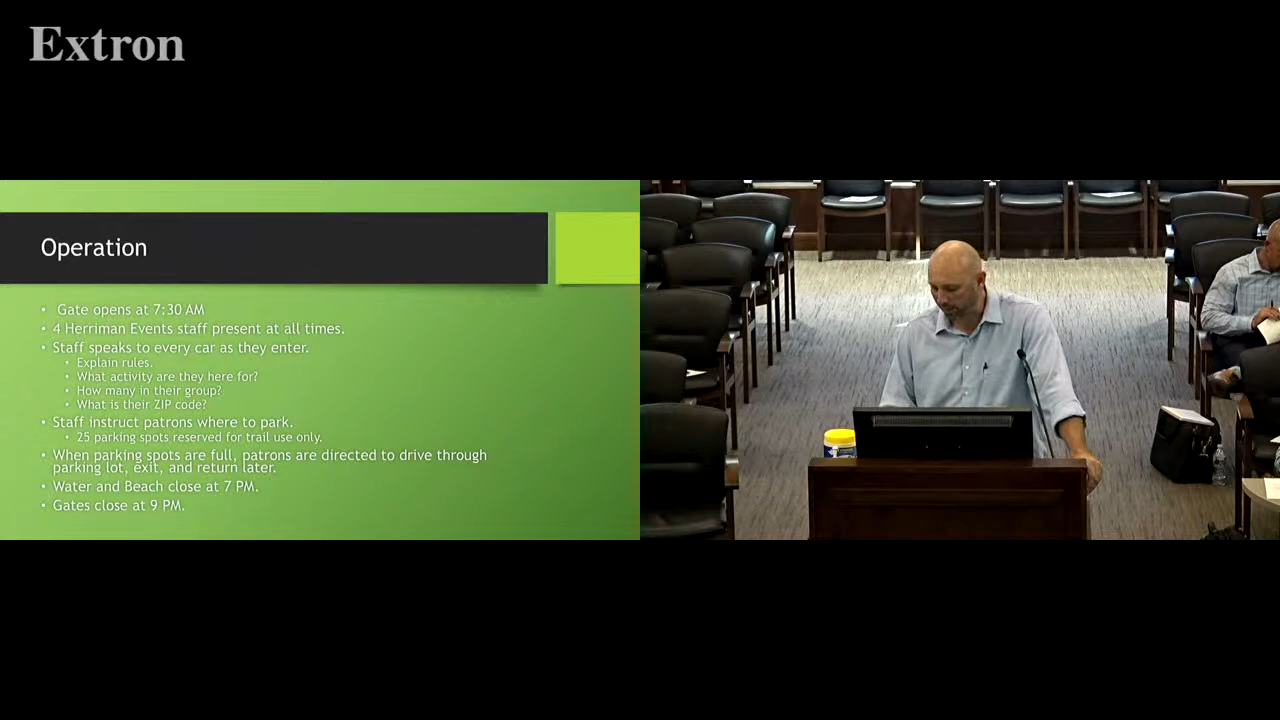 Extron
Operation
• Gate opens at 7:30 AM
• 4 Herriman Events staff present at all times.
• Staff speaks to every car as they enter.
• Explain rules.
• What activity are they here for?
• How many in their group?
• What is their ZIP code?
• Staff instruct patrons where to park.
• 25 parking spots reserved for trail use only.
• When parking spots are full, patrons are directed to drive through
parking lot, exit, and return later.
• Water and Beach close at 7 PM.
• Gates close at 9 PM.